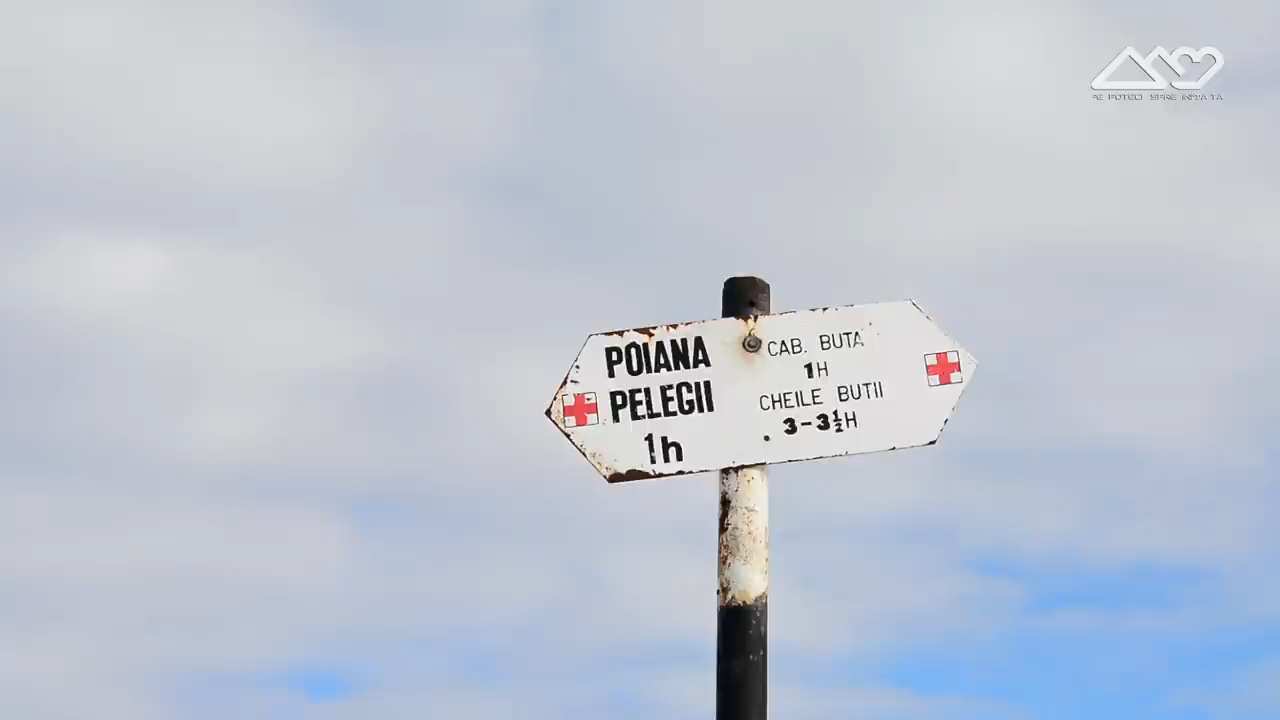 POIANA
PELEGII
1h
CAB. BUTA
1H
CHEILE BUTII
3-3½H